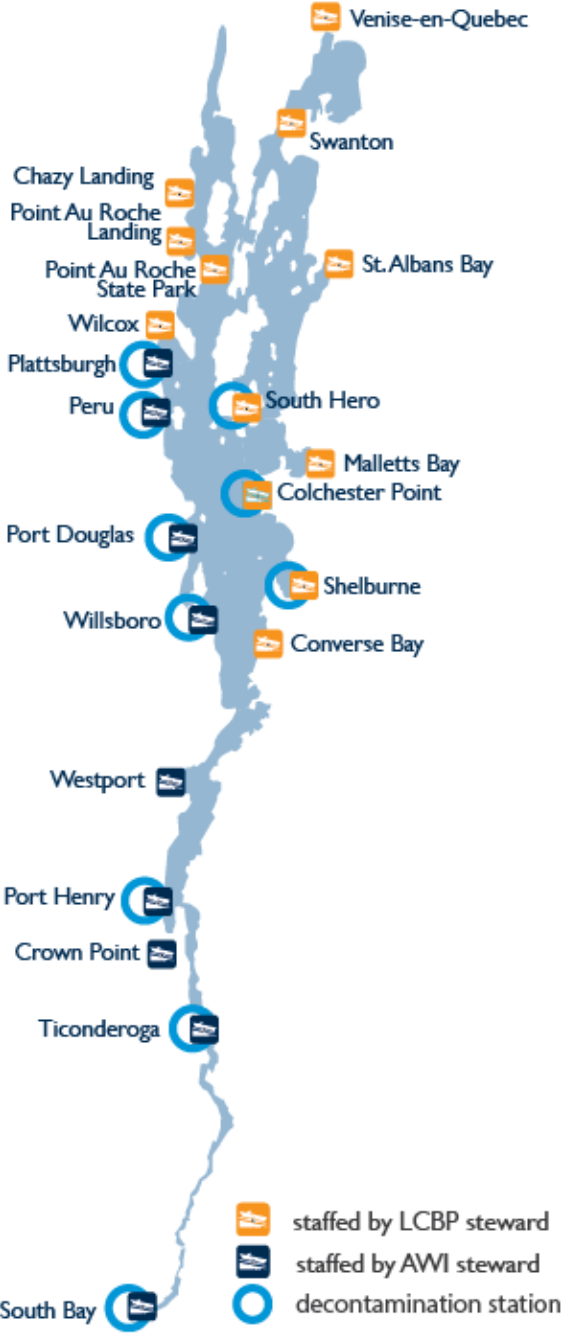 Venise-en-Quebec
Swanton
Chazy Landing
Point Au Roche
Landing
Point Au Roche
State Park
St. Albans Bay
Wilcox
Plattsburgh
Peru
South Hero
Malletts Bay
Colchester Point
Port Douglas
Shelburne
Willsboro
Converse Bay
Westport
Port Henry
Crown Point
Ticonderoga
staffed by LCBP steward
staffed by AWI steward
decontamination station
South Bay